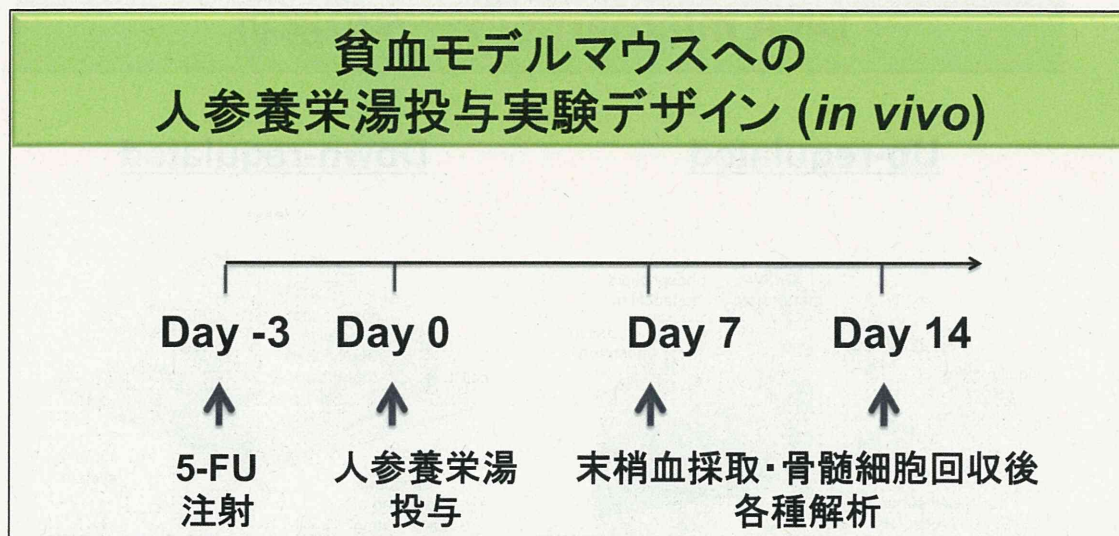 貧血モデルマウスへの
人参養栄湯投与実験デザイン (in vivo)
Day -3 Day 0 Day 7 Day 14
5-FU 人参養栄湯 末梢血採取・骨髄細胞回収後
注射 投与 各種解析